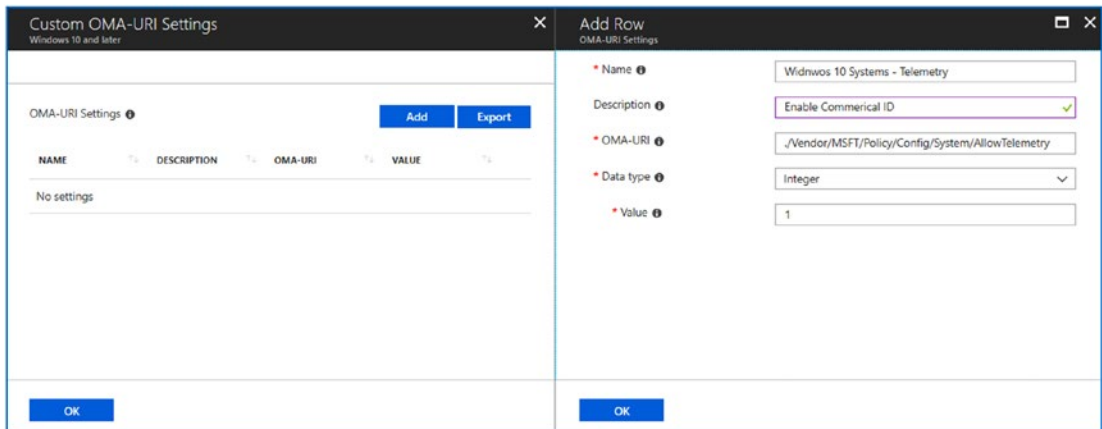 Custom OMA-URI Settings
Windows 10 and later
OMA-URI Settings
Add
Export
NAME
DESCRIPTION
OMA-URI
VALUE
No settings
OK
Add Row
OMA-URI Settings
* Name
Widnwos 10 Systems - Telemetry
Description
Enable Commerical ID
* OMA-URI
./Vendor/MSFT/Policy/Config/System/AllowTelemetry
* Data type
Integer
* Value
1
OK